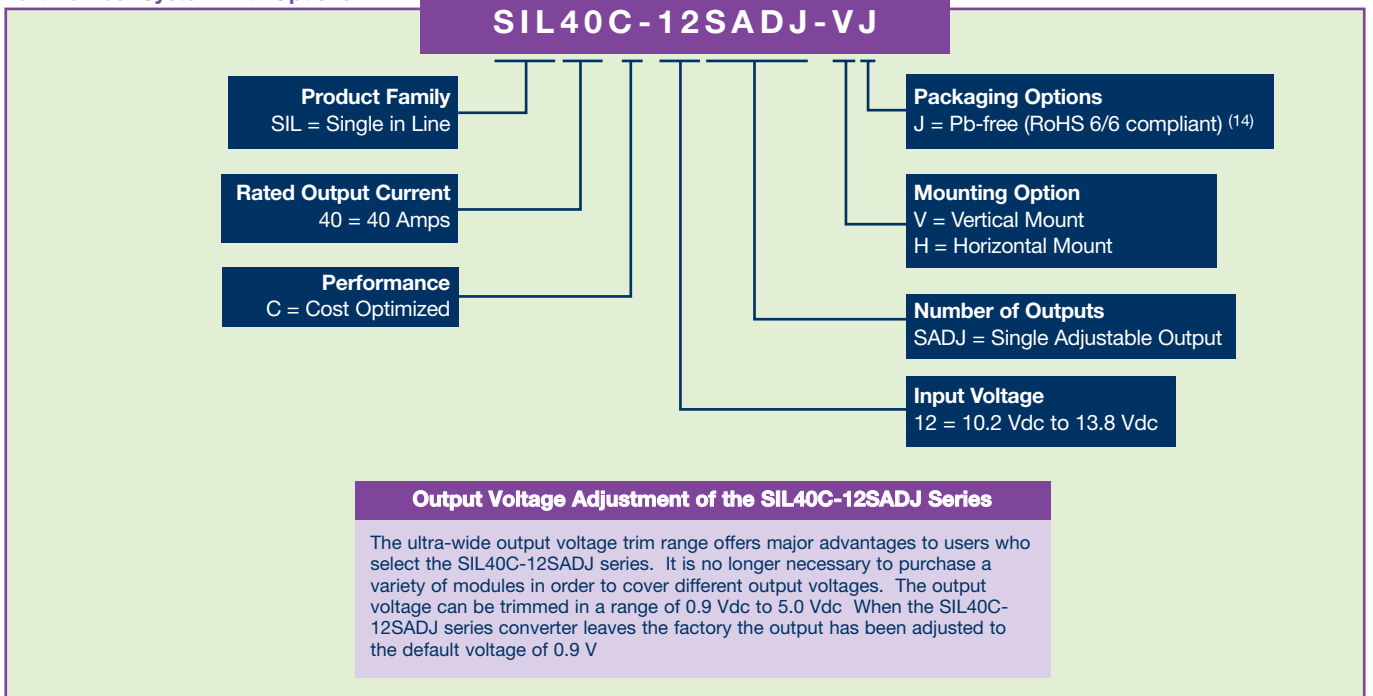 SIL40C-12SADJ-VJ
Product Family
SIL = Single in Line
Rated Output Current
40 = 40 Amps
Performance
C = Cost Optimized
Packaging Options
J = Pb-free (RoHS 6/6 compliant) (14)
Mounting Option
V = Vertical Mount
H = Horizontal Mount
Number of Outputs
SADJ = Single Adjustable Output
Input Voltage
12 = 10.2 Vdc to 13.8 Vdc
Output Voltage Adjustment of the SIL40C-12SADJ Series
The ultra-wide output voltage trim range offers major advantages to users who
select the SIL40C-12SADJ series. It is no longer necessary to purchase a
variety of modules in order to cover different output voltages. The output
voltage can be trimmed in a range of 0.9 Vdc to 5.0 Vdc When the SIL40C-
12SADJ series converter leaves the factory the output has been adjusted to
the default voltage of 0.9 V